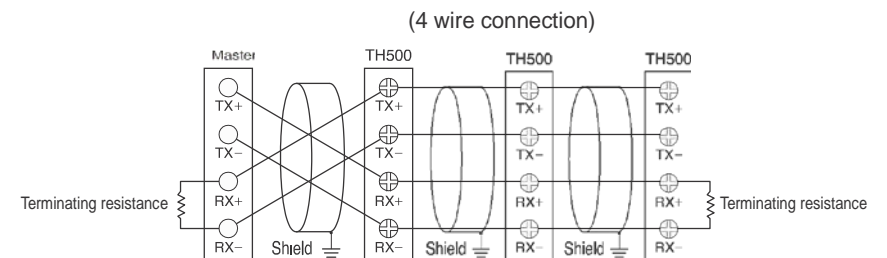 (4 wire connection)
Master TH500 TH500 TH500
TX+ TX+ TX+ TX+
TX− TX− TX− TX−
Terminating resistance RX+ RX+ RX+ RX+ Terminating resistance
RX− Shield RX− Shield RX− Shield RX−